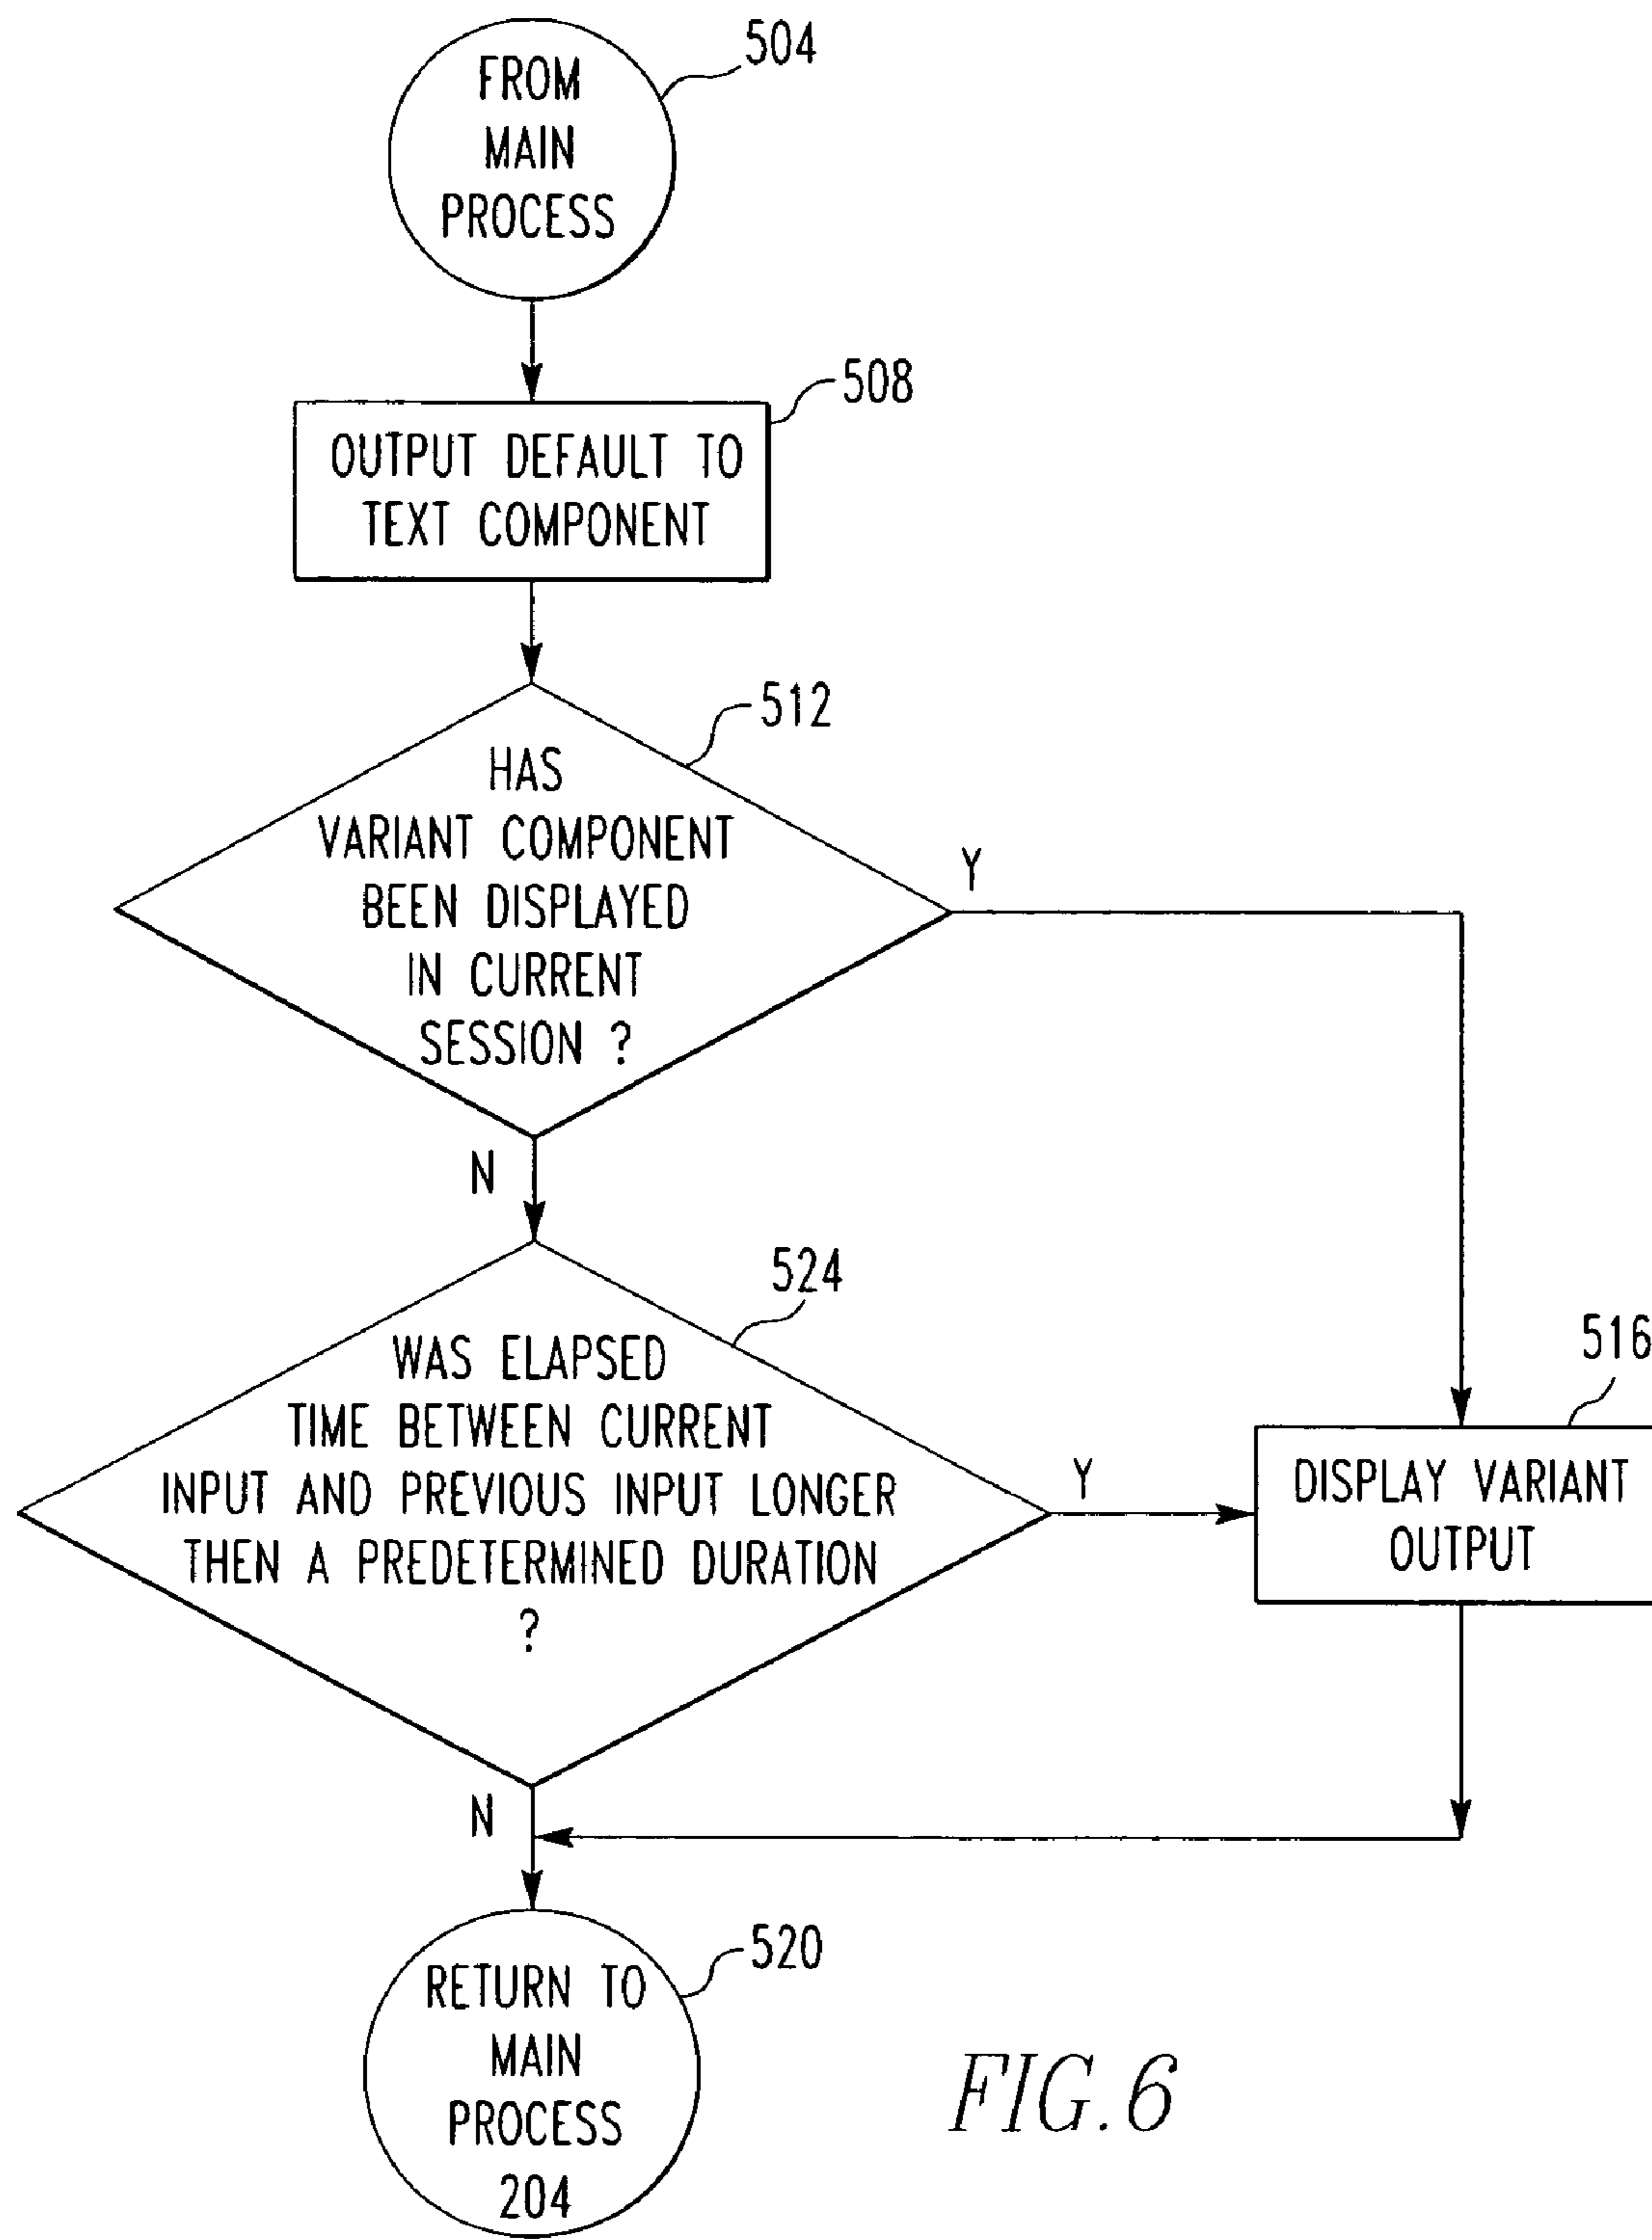 FROM
MAIN
PROCESS
504
OUTPUT DEFAULT TO
TEXT COMPONENT
508
HAS
VARIANT COMPONENT
BEEN DISPLAYED
IN CURRENT
SESSION ?
512
Y
N
WAS ELAPSED
TIME BETWEEN CURRENT
INPUT AND PREVIOUS INPUT LONGER
THEN A PREDETERMINED DURATION
?
524
Y
N
DISPLAY VARIANT
OUTPUT
516
RETURN TO
MAIN
PROCESS
204
520
FIG.6